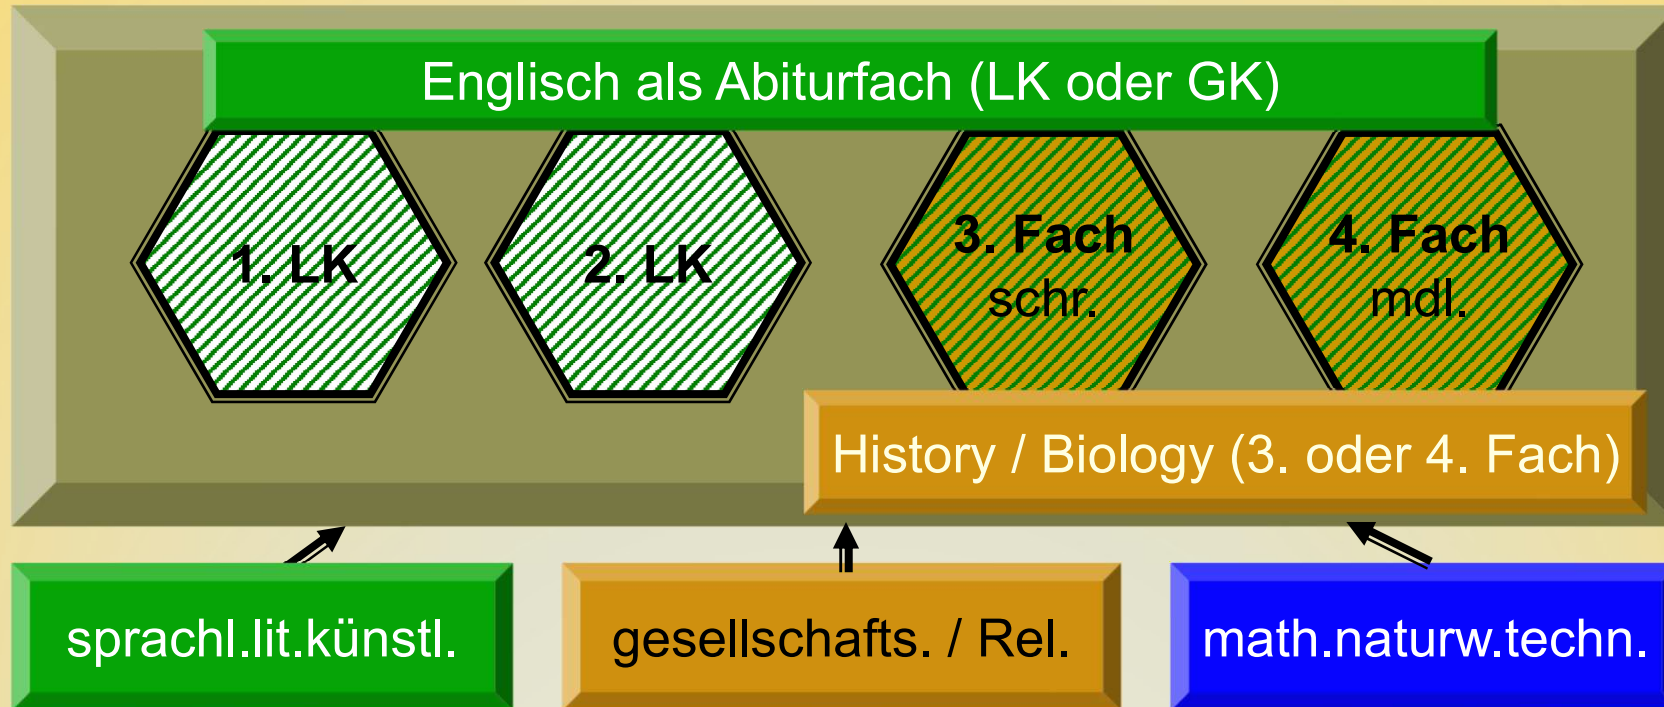 Englisch als Abiturfach (LK oder GK)
1. LK
2. LK
3. Fach
schr.
4. Fach
mdl.
History / Biology (3. oder 4. Fach)
sprachl.lit.künstl.
gesellschafts. / Rel.
math.naturw.techn.